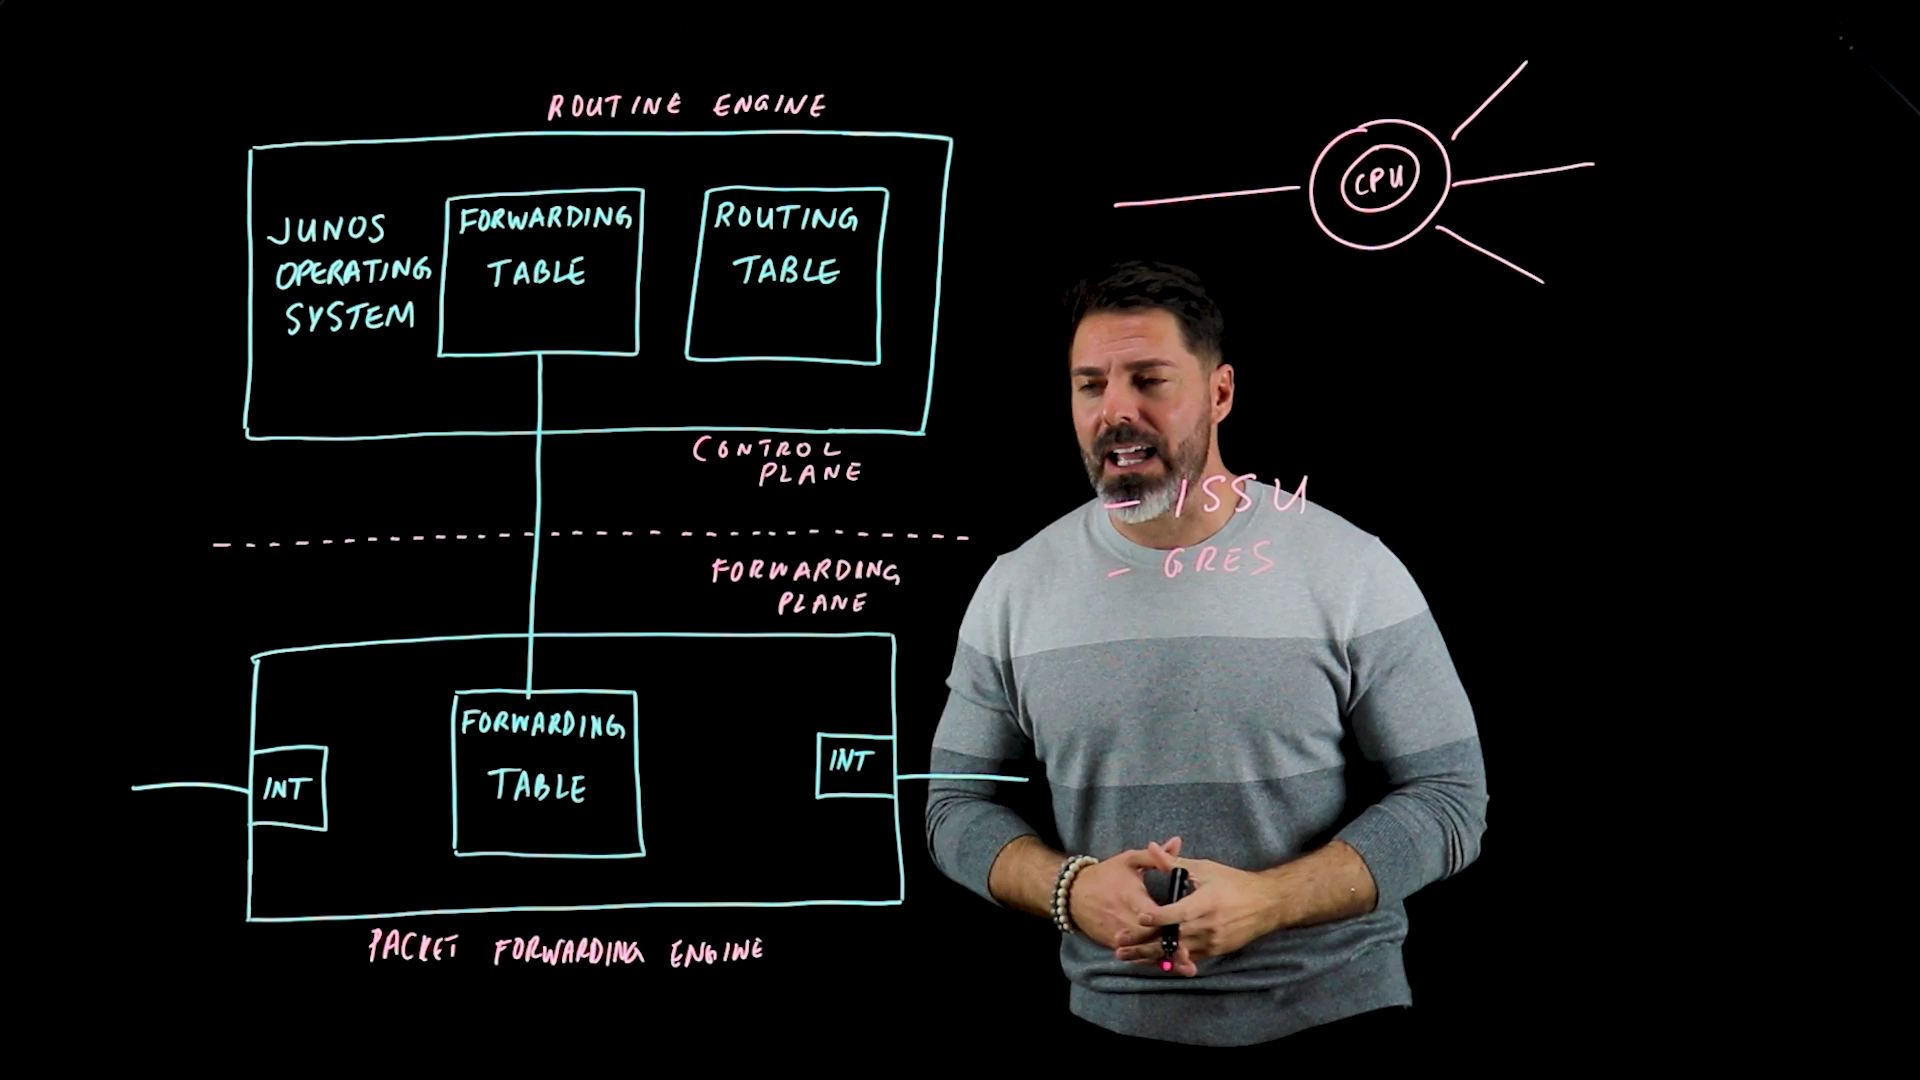 ROUTINE ENGINE
JUNOS
OPERATING
SYSTEM
FORWARDING
TABLE
ROUTING
TABLE
CONTROL
PLANE
FORWARDING
PLANE
FORWARDING
TABLE
INT
INT
PACKET FORWARDING ENGINE
CPU
- ISSU
- GRES